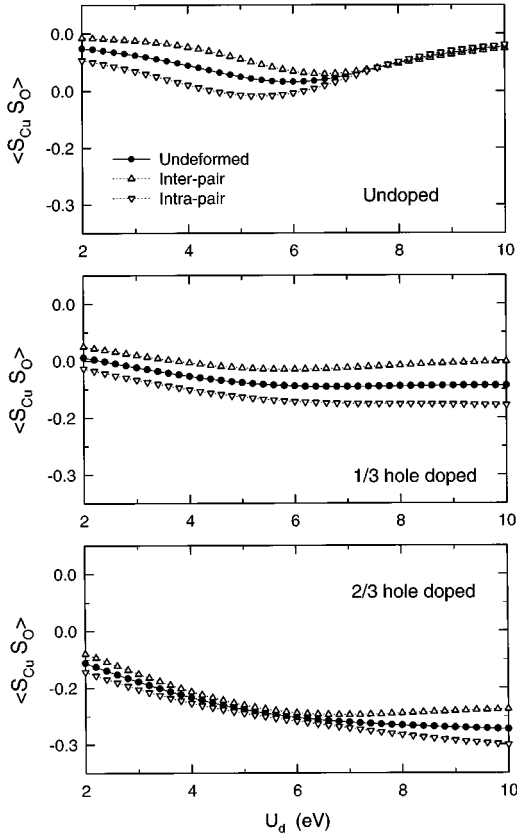 0.0
0.0
-0.2
-0.3
<S_Cu S_O>
Undeformed
Inter-pair
Intra-pair
Undoped
2 4 6 8 10
0.0
0.0
-0.2
-0.3
<S_Cu S_O>
1/3 hole doped
2 4 6 8 10
0.0
0.0
-0.2
-0.3
<S_Cu S_O>
2/3 hole doped
2 4 6 8 10
U_d (eV)